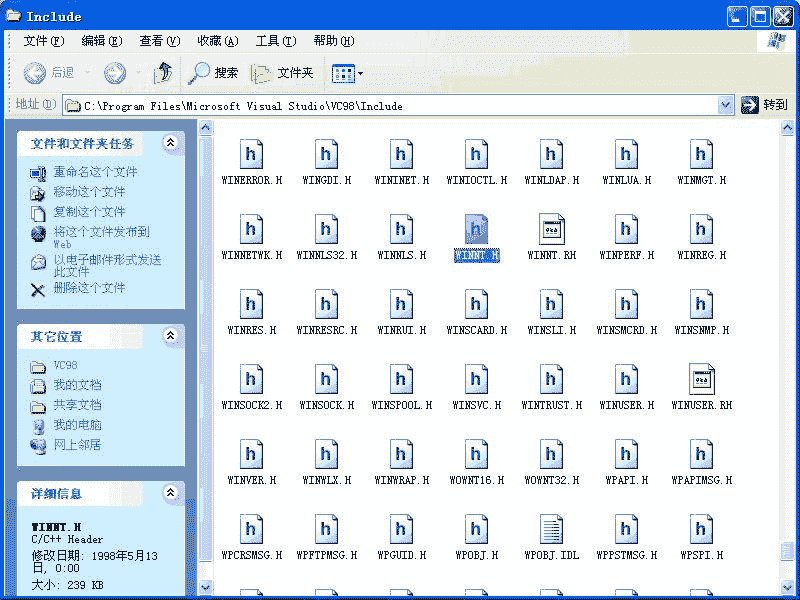 Include
文件(F) 编辑(E) 查看(V) 收藏(A) 工具(T) 帮助(H)
后退 搜索 文件夹
地址(D) C:\Program Files\Microsoft Visual Studio\VC98\Include 转到
文件和文件夹任务
重命名这个文件
移动这个文件
复制这个文件
将这个文件发布到
Web
以电子邮件形式发送
此文件
删除这个文件
其它位置
VC98
我的文档
共享文档
我的电脑
网上邻居
详细信息
WINNT.H
C/C++ Header
修改日期: 1998年5月13
日, 0:00
大小: 239 KB
WINERROR.H WINGDI.H WININET.H WINIOCTL.H WINLDAP.H WINLUA.H WINMGT.H
WINNETWK.H WINNLS32.H WINNLS.H WINNT.H WINNT.RH WINPERF.H WINREG.H
WINRES.H WINRESRC.H WINRUI.H WINSCARD.H WINSLI.H WINSMCRD.H WINSNMP.H
WINSOCK2.H WINSOCK.H WINSPOOL.H WINSVC.H WINTRUST.H WINUSER.H WINUSER.RH
WINVER.H WINWLX.H WINWRAP.H WOWNT16.H WOWNT32.H WPAPI.H WPAPIMSG.H
WPCRSMSG.H WPFTPMSG.H WPGUID.H WPOBJ.H WPOBJ.IDL WPPSTMSG.H WPSPI.H